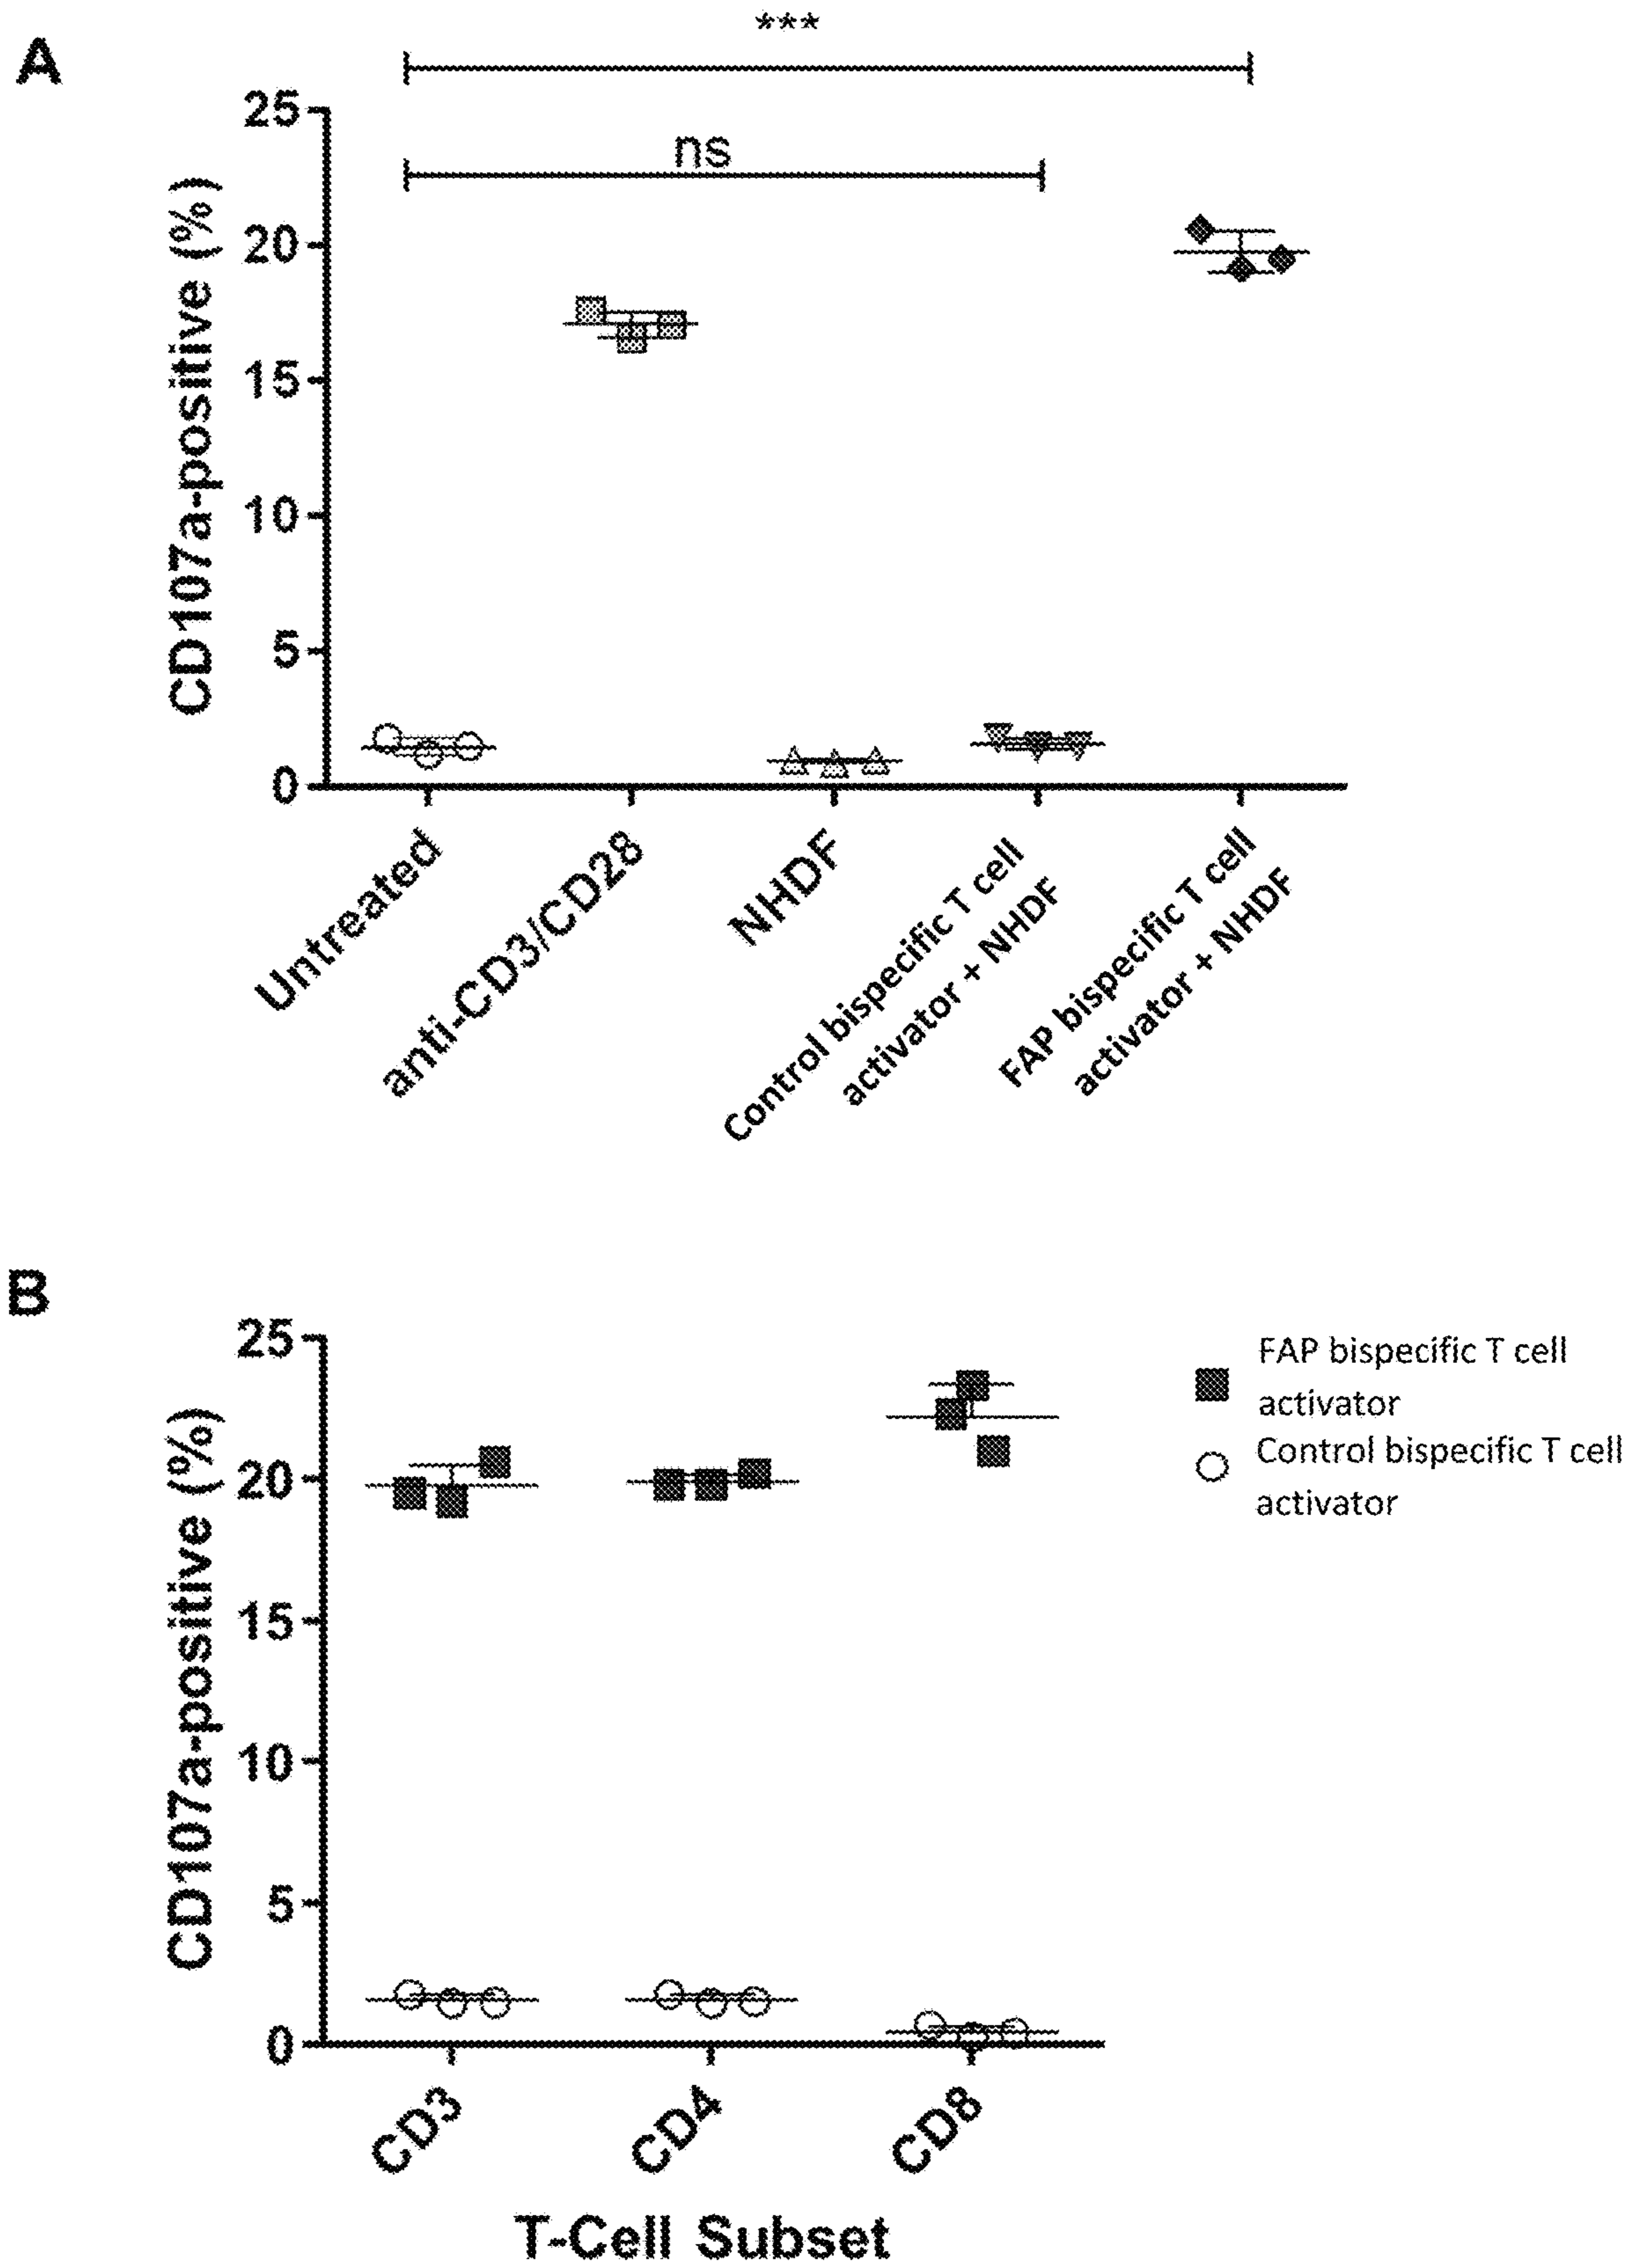 A
***
ns
CD107a-positive (%)
25
20
15
10
5
0
Untreated
anti-CD3/CD28
NHDF
Control bispecific T cell
activator + NHDF
FAP bispecific T cell
activator + NHDF
B
CD107a-positive (%)
25
20
15
10
5
0
FAP bispecific T cell
activator
Control bispecific T cell
activator
CD3
CD4
CD8
T-Cell Subset